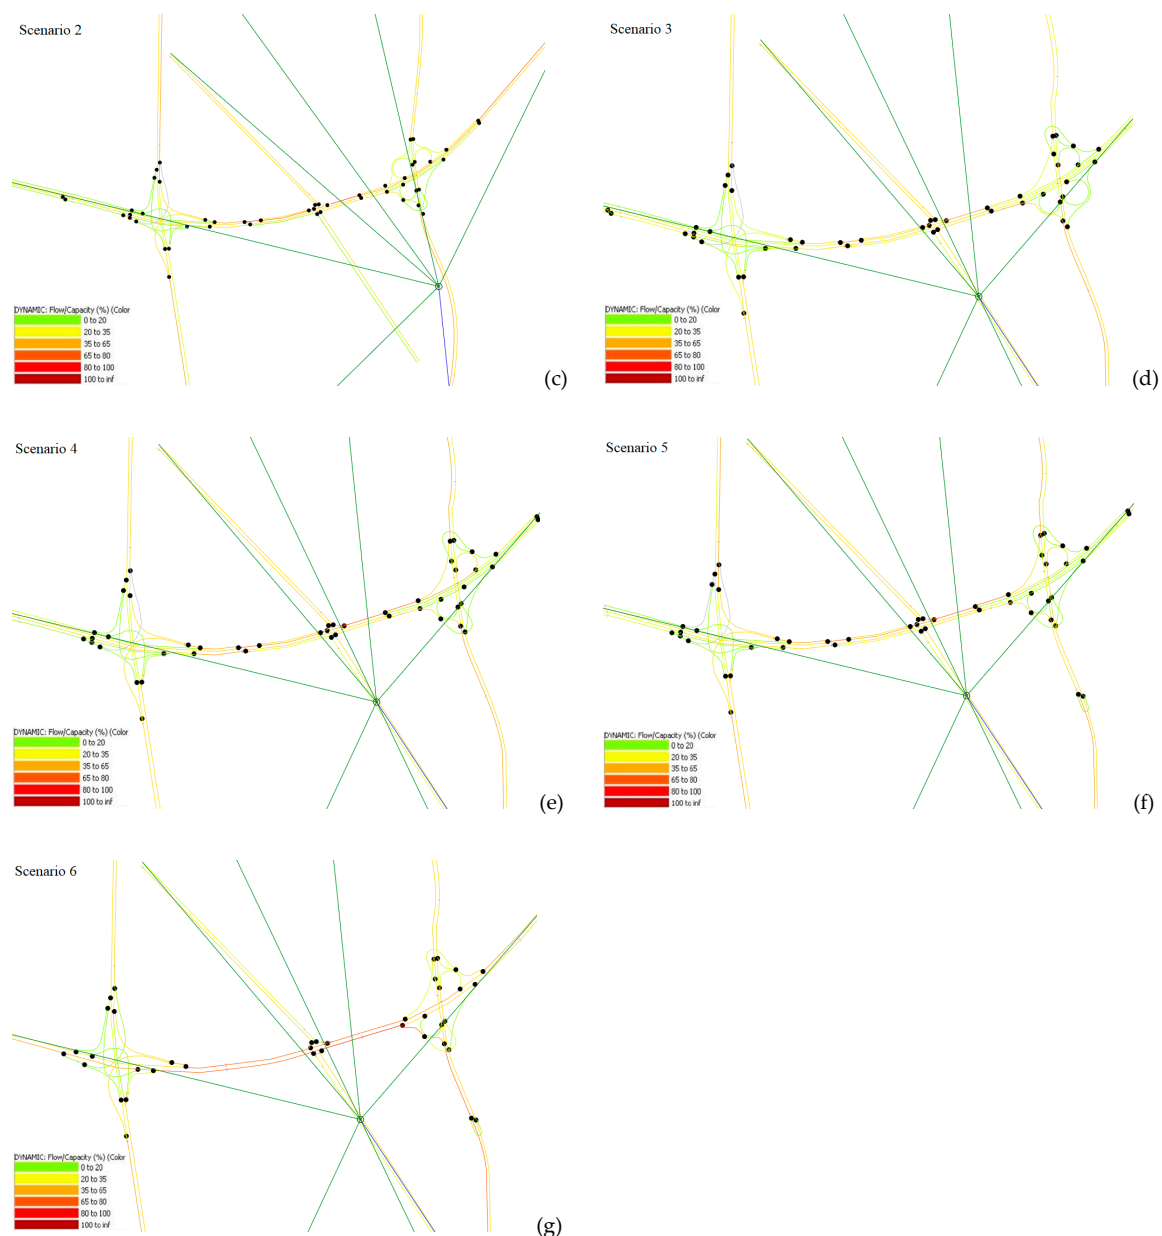 Scenario 2
DYNAMIC: Flow/Capacity (%) (Color
0 to 20
20 to 35
35 to 65
65 to 80
80 to 100
100 to inf
(c)
Scenario 3
DYNAMIC: Flow/Capacity (%) (Color
0 to 20
20 to 35
35 to 65
65 to 80
80 to 100
100 to inf
(d)
Scenario 4
DYNAMIC: Flow/Capacity (%) (Color
0 to 20
20 to 35
35 to 65
65 to 80
80 to 100
100 to inf
(e)
Scenario 5
DYNAMIC: Flow/Capacity (%) (Color
0 to 20
20 to 35
35 to 65
65 to 80
80 to 100
100 to inf
(f)
Scenario 6
DYNAMIC: Flow/Capacity (%) (Color
0 to 20
20 to 35
35 to 65
65 to 80
80 to 100
100 to inf
(g)